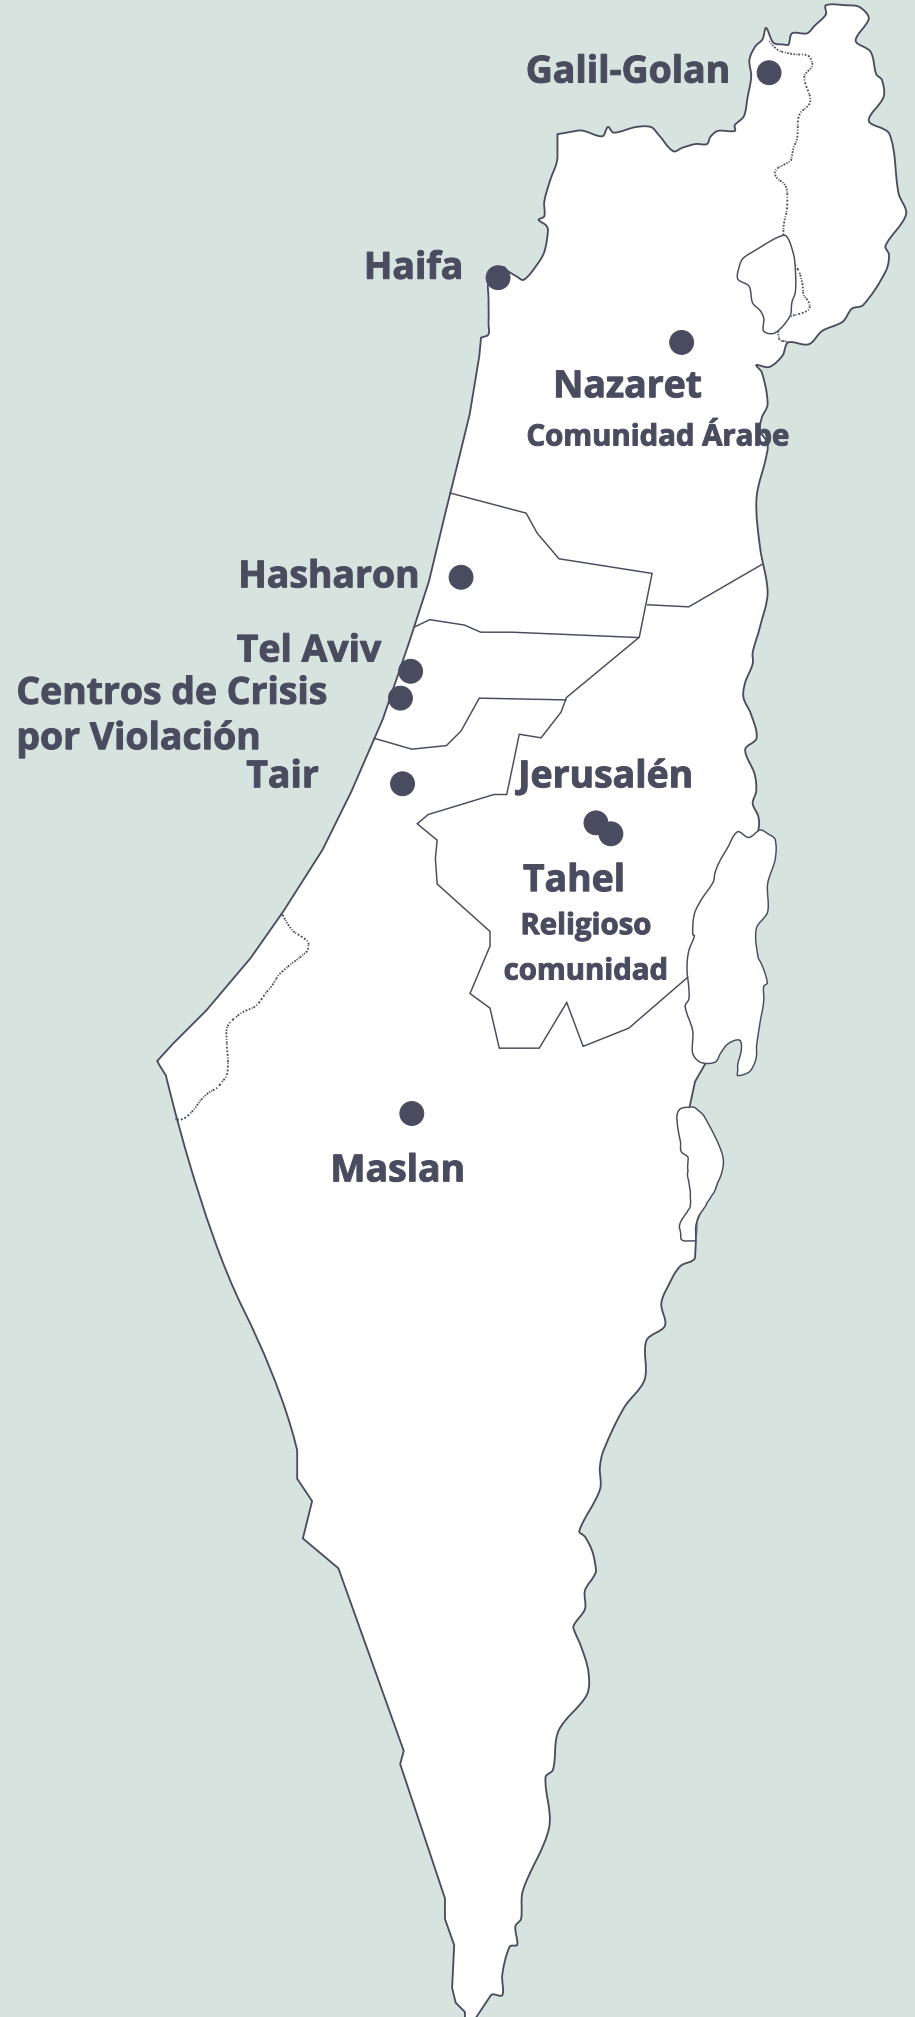 Galil-Golan
Haifa
Nazaret
Comunidad Árabe
Hasharon
Tel Aviv
Centros de Crisis
por Violación
Tair
Jerusalén
Tahel
Religioso
comunidad
Maslan